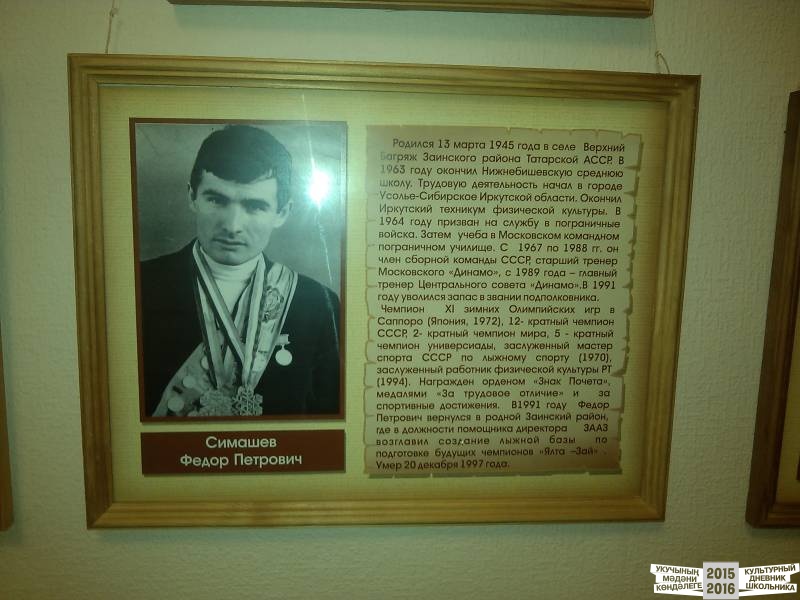 Родился 13 марта 1945 года в селе Верхний
Багряж Заинского района Татарской АССР. В
1963 году окончил Нижнебишевскую среднюю
школу. Трудовую деятельность начал в городе
Усолье-Сибирское Иркутской области. Окончил
Иркутский техникум физической культуры. В
1964 году призван на службу в пограничные
войска. Затем учеба в Московском командном
пограничном училище. С 1967 по 1988 гг. он
член сборной команды СССР, старший тренер
Московского «Динамо», с 1989 года – главный
тренер Центрального совета «Динамо».В 1991
году уволился запас в звании подполковника.
Чемпион XI зимних Олимпийских игр в
Саппоро (Япония, 1972), 12- кратный чемпион
СССР, 2- кратный чемпион мира, 5 - кратный
чемпион универсиады, заслуженный мастер
спорта СССР по лыжному спорту (1970),
заслуженный работник физической культуры РТ
(1994). Награжден орденом «Знак Почета»,
медалями «За трудовое отличие» и за
спортивные достижения. В1991 году Федор
Петрович вернулся в родной Заинский район,
где в должности помощника директора ЗААЗ
возглавил создание лыжной базы по
подготовке будущих чемпионов «Ялта –Зай» .
Умер 20 декабря 1997 года.
Симашев
Федор Петрович
УКУЧЫНЫҢ
МӘДӘНИ
КӨНДӘЛЕГЕ
2015
2016
КУЛЬТУРНЫЙ
ДНЕВНИК
ШКОЛЬНИКА